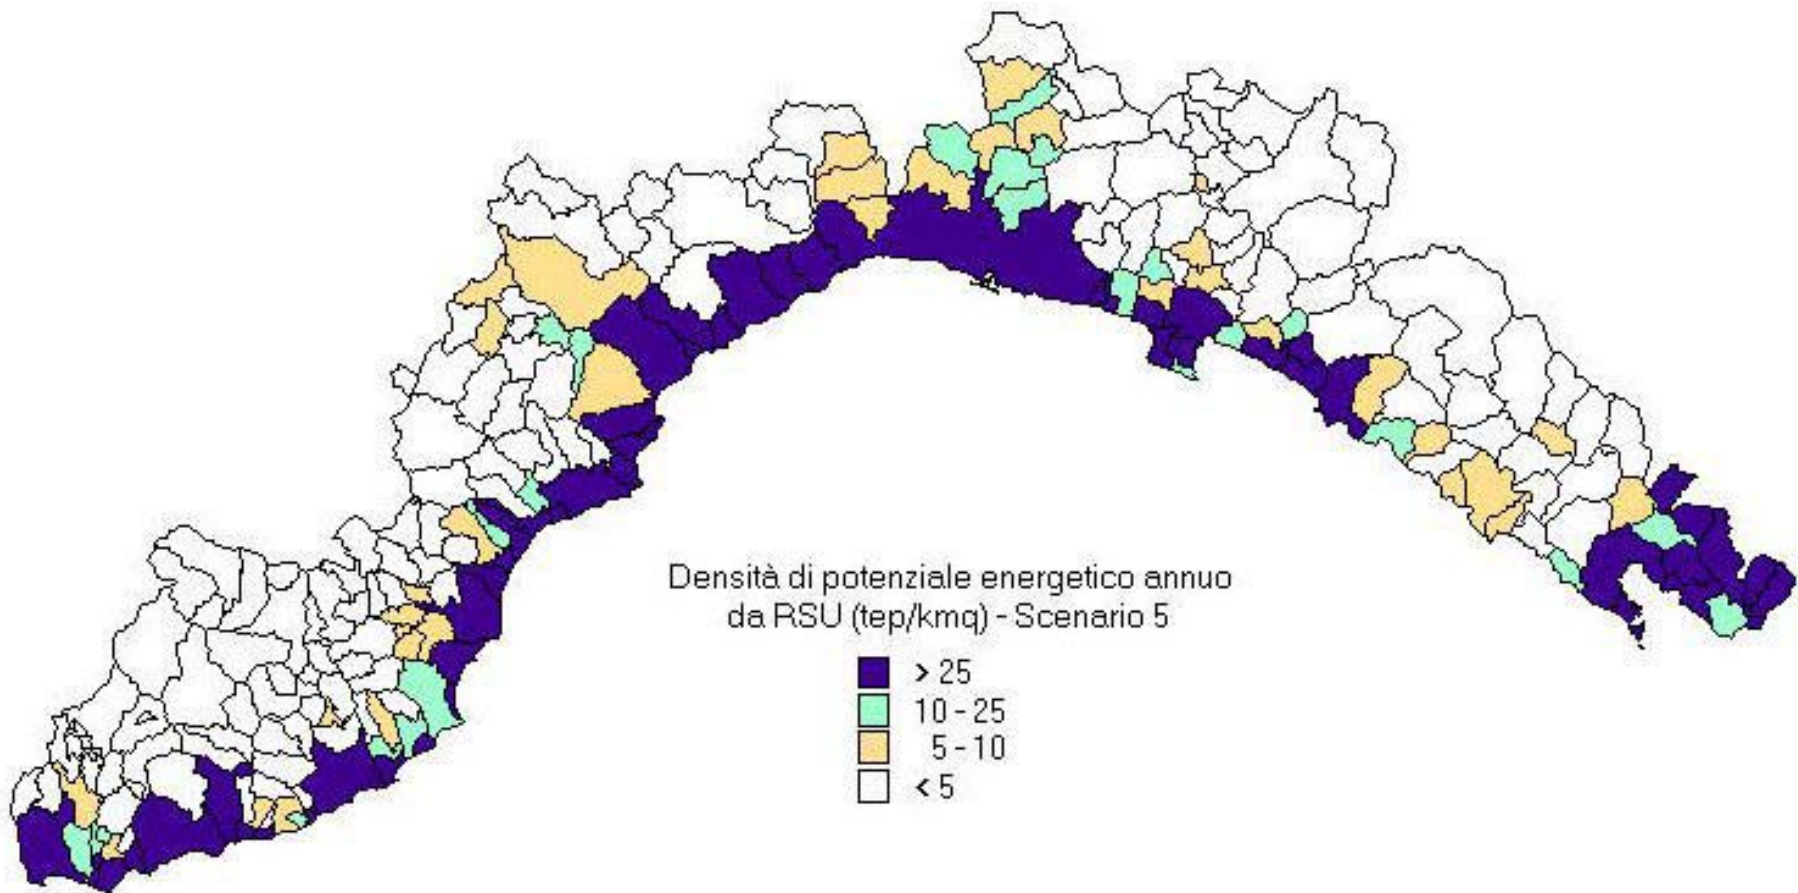 Densità di potenziale energetico annuo
da RSU (tep/kmq) - Scenario 5
> 25
10 - 25
5 - 10
< 5